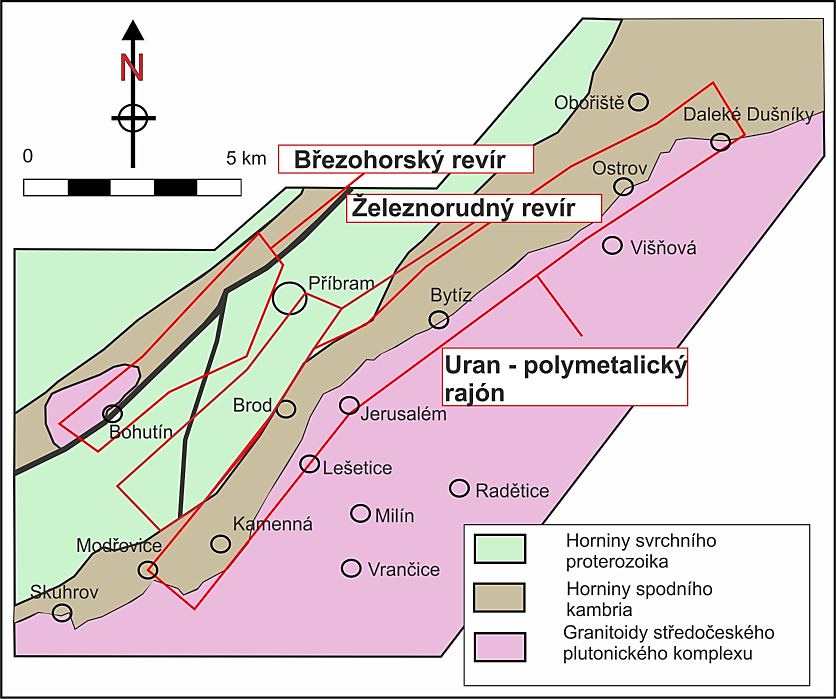 N
0
5 km
Březohorský revír
Železnorudný revír
Obořiště
Daleké Dušníky
Ostrov
Višňová
Příbram
Bytíz
Uran - polymetalický
rajón
Brod
Jerusalém
Bohutín
Lešetice
Radětice
Milín
Kamenná
Modřovice
Vrančice
Skuhrov
Horniny svrchního
proterozoika
Horniny spodního
kambria
Granitoidy středočeského
plutonického komplexu